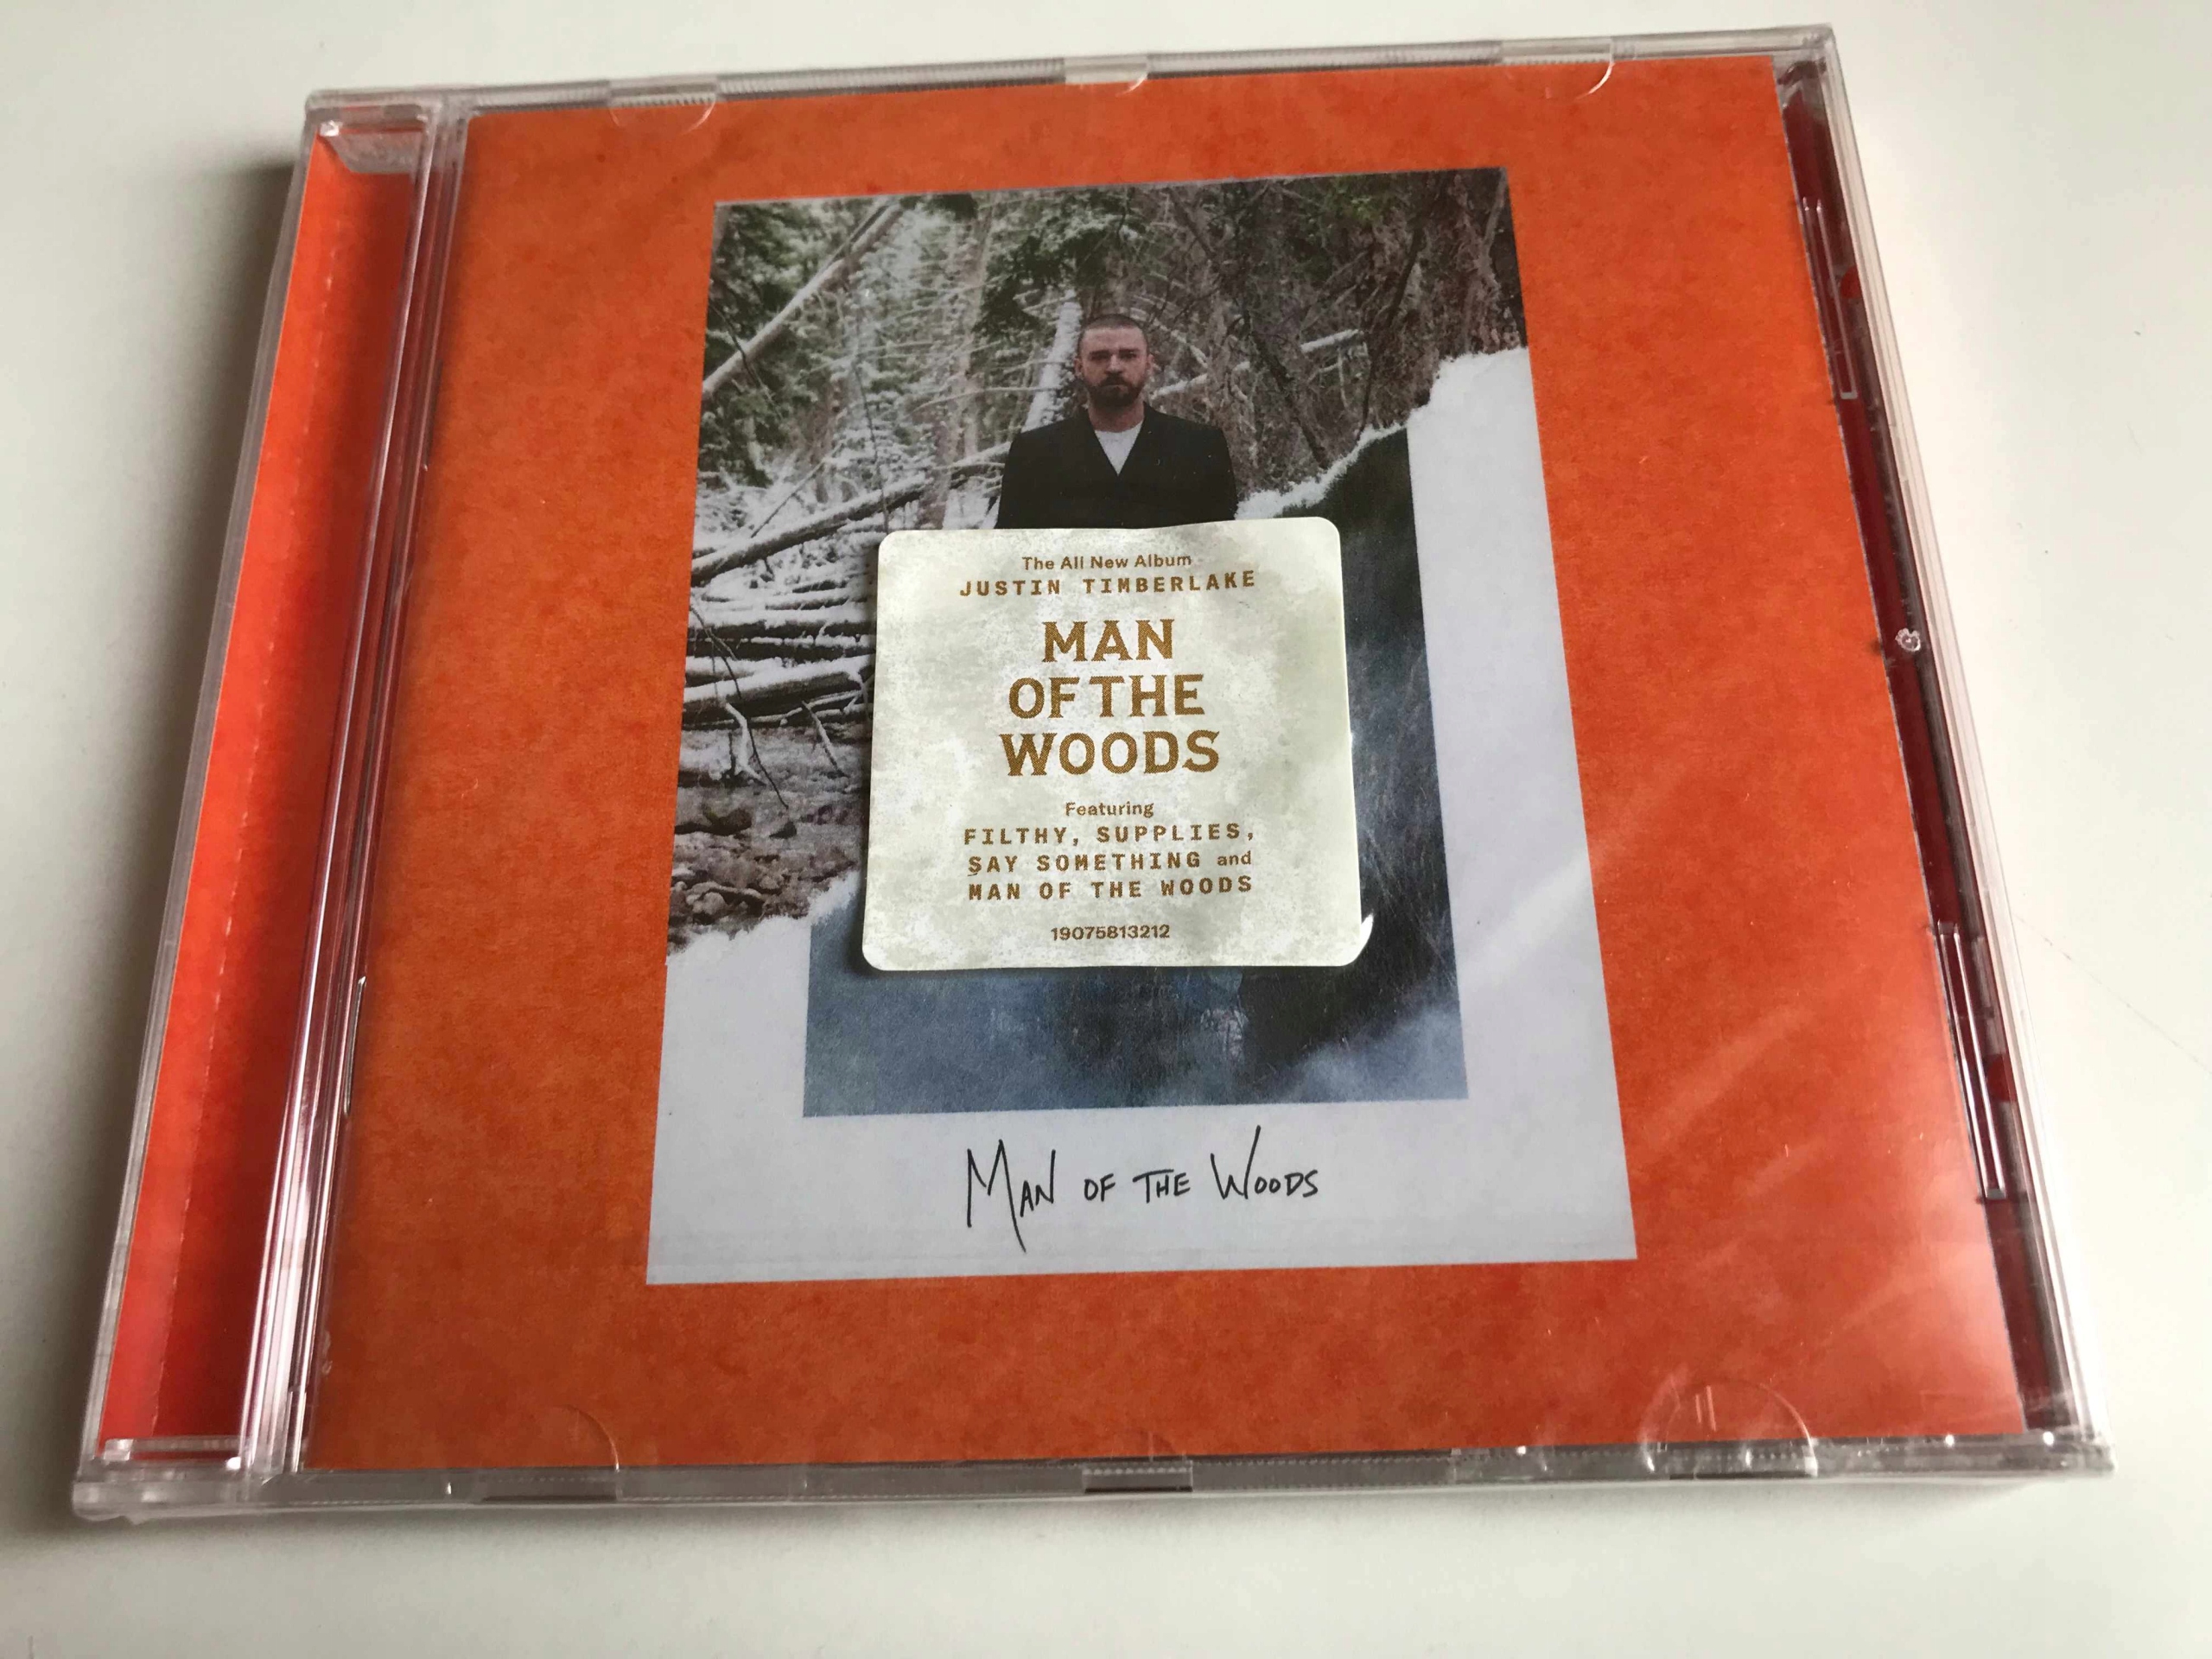 The All New Album
JUSTIN TIMBERLAKE
MAN
OF THE
WOODS
Featuring
FILTHY, SUPPLIES,
SAY SOMETHING and
MAN OF THE WOODS
19075813212
MAN OF THE WOODS